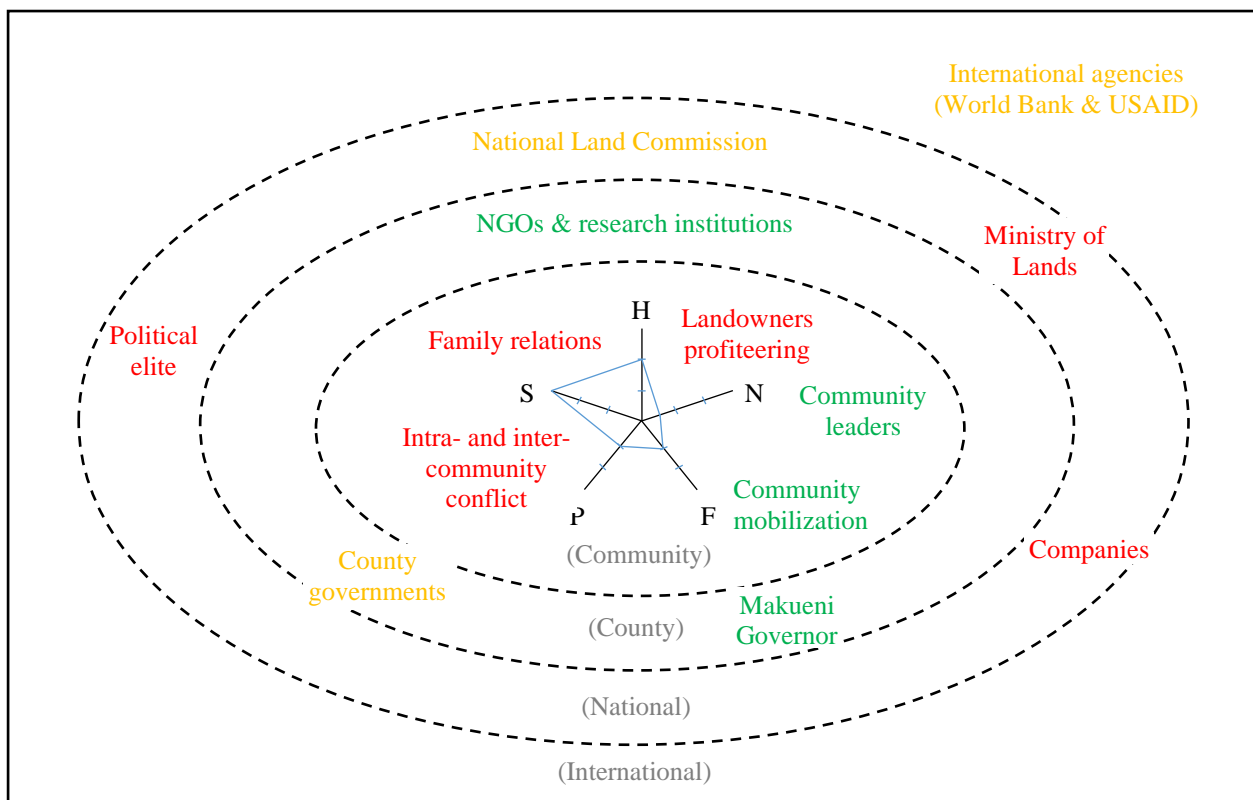 International agencies
(World Bank & USAID)
National Land Commission
NGOs & research institutions
Ministry of
Lands
Political
elite
Family relations
H
Landowners
profiteering
S
N
Community
leaders
Intra- and inter-
community
conflict
P
F
Community
mobilization
(Community)
Companies
County
governments
Makueni
Governor
(County)
(National)
(International)